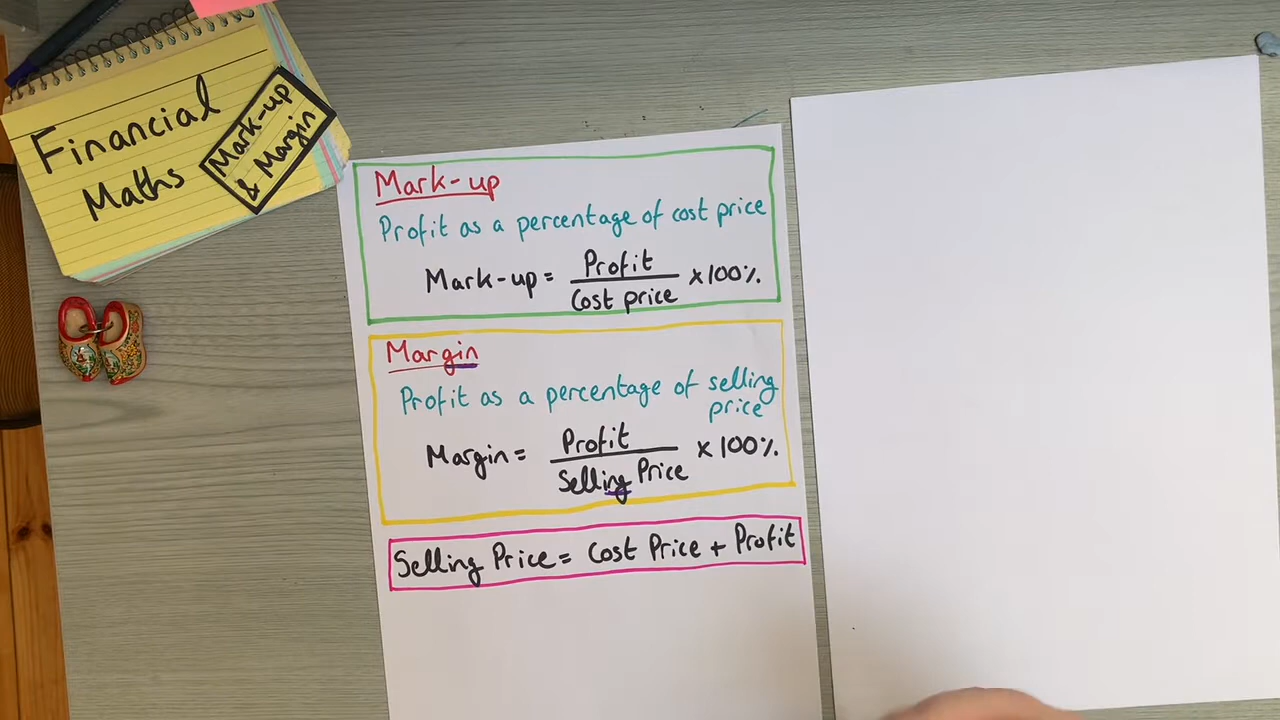 Financial
Maths
Mark-up
& Margin
Mark-up
Profit as a percentage of cost price
Mark-up = Profit / Cost price × 100%
Margin
Profit as a percentage of selling
price
Margin = Profit / Selling Price × 100%
Selling Price = Cost Price + Profit